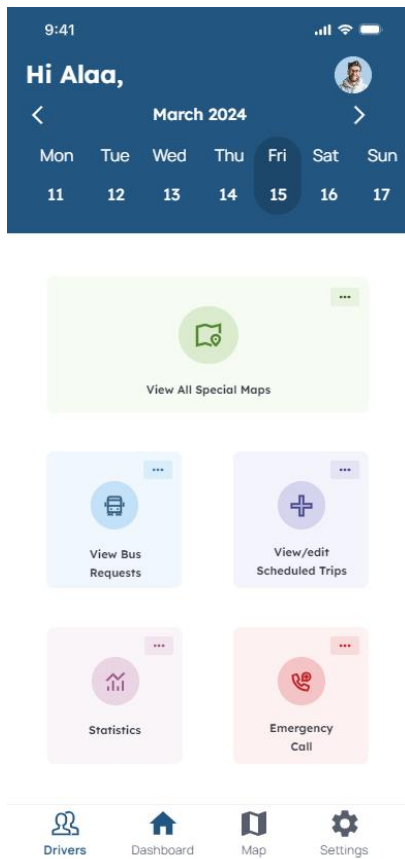 9:41
Hi Alaa,
March 2024
Mon Tue Wed Thu Fri Sat Sun
11 12 13 14 15 16 17
View All Special Maps
View Bus
Requests
View/edit
Scheduled Trips
Statistics
Emergency
Call
Drivers Dashboard Map Settings